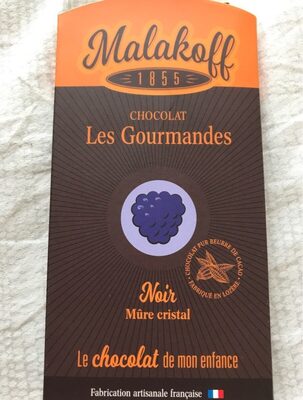 Malakoff
1855
CHOCOLAT
Les Gourmandes
CHOCOLAT PUR BEURRE DE CACAO
• FABRIQUÉ EN LOZÈRE •
Noir
Mûre cristal
Le chocolat de mon enfance
Fabrication artisanale française